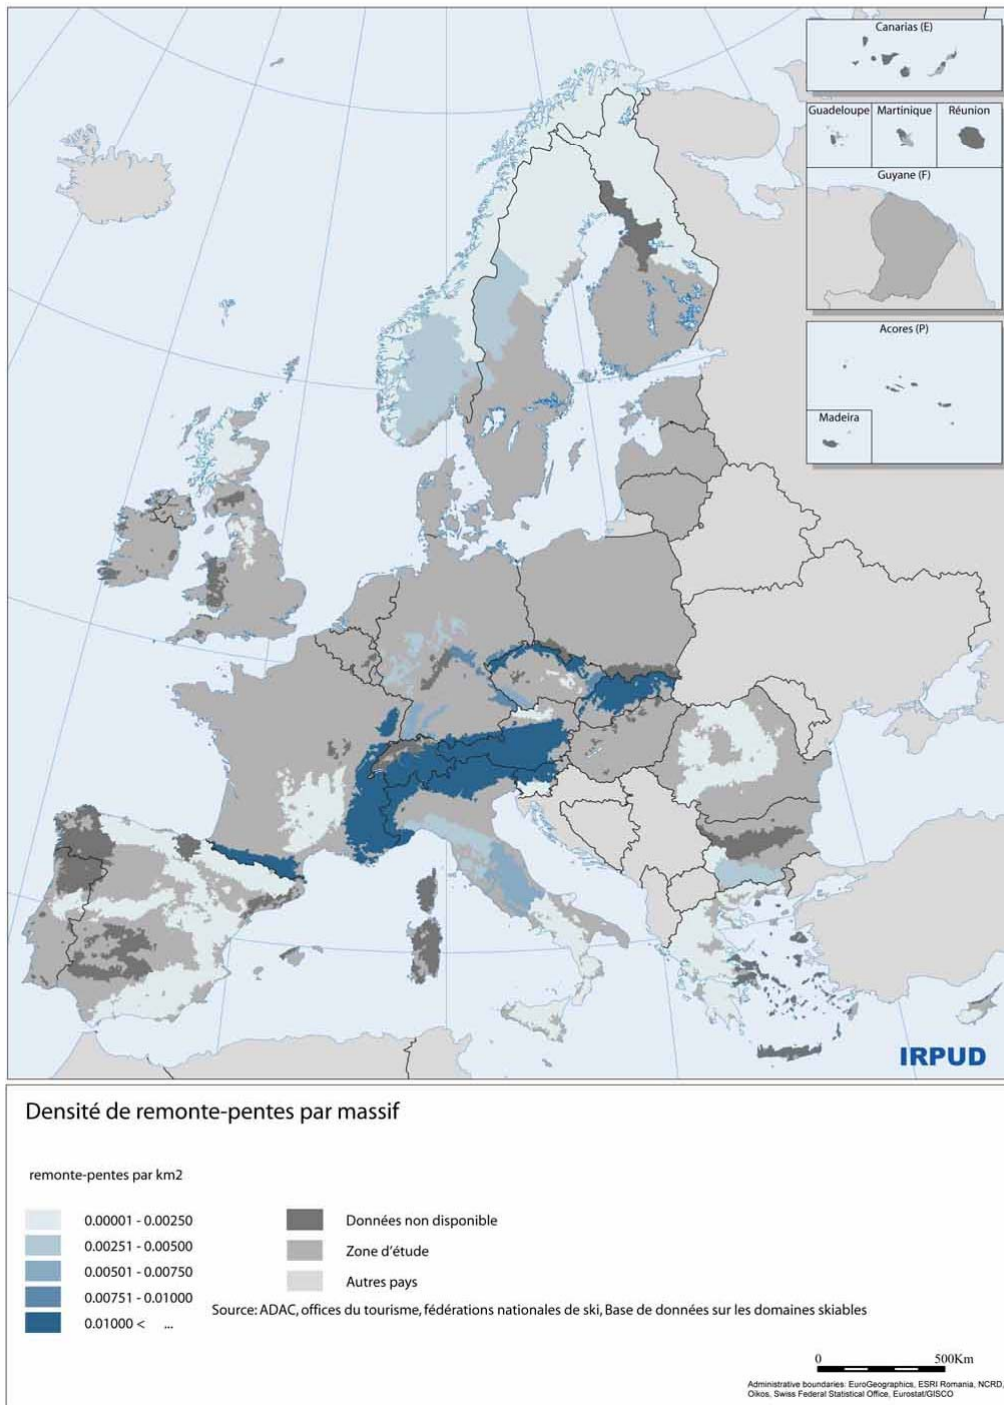 Canarias (E)
Guadeloupe
Martinique
Réunion
Guyane (F)
Acores (P)
Madeira
IRPUD
Densité de remonte-pentes par massif
remonte-pentes par km2
0.00001 - 0.00250
0.00251 - 0.00500
0.00501 - 0.00750
0.00751 - 0.01000
0.01000 < ...
Données non disponible
Zone d'étude
Autres pays
Source: ADAC, offices du tourisme, fédérations nationales de ski, Base de données sur les domaines skiables
0 500Km
Administrative boundaries: EuroGeographics, ESRI Romania, NCRD,
Oikos, Swiss Federal Statistical Office, Eurostat/GISCO